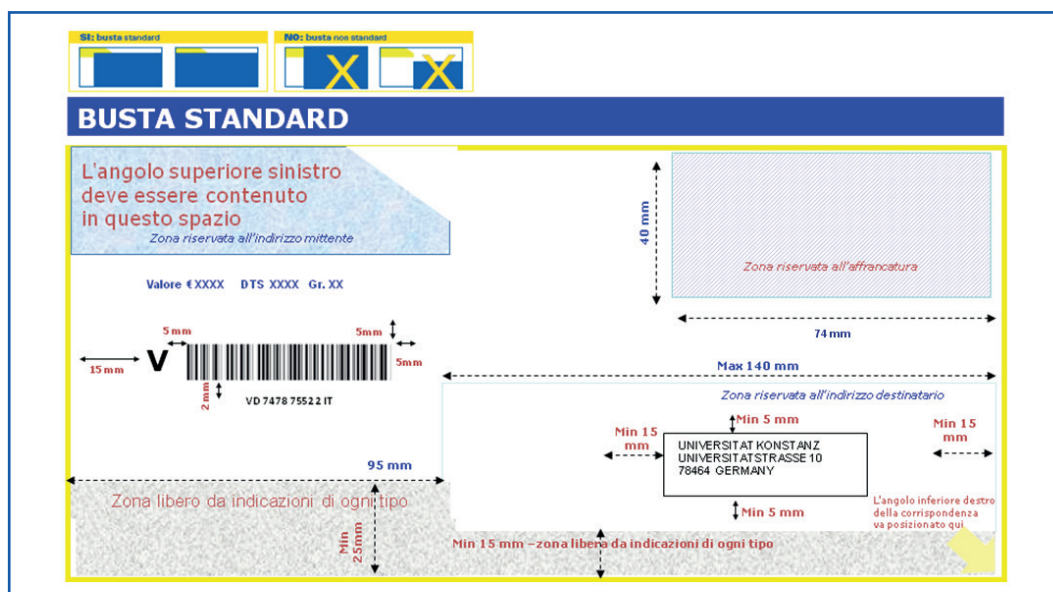 SI: busta standard
NO: busta non standard
X
X
BUSTA STANDARD
L'angolo superiore sinistro
deve essere contenuto
in questo spazio
Zona riservata all'indirizzo mittente
40 mm
Zona riservata all'affrancatura
74 mm
Valore € XXXX DTS XXXX Gr. XX
5 mm
5mm
15 mm
V
5mm
2 mm
VD 7478 7552 2 IT
Max 140 mm
Zona riservata all'indirizzo destinatario
Min 5 mm
Min 15
mm
Min 15
mm
UNIVERSITAT KONSTANZ
UNIVERSITATSTRASSE 10
78464 GERMANY
95 mm
Zona libero da indicazioni di ogni tipo
Min
25mm
Min 5 mm
L'angolo inferiore destro
della corrispondenza
va posizionato qui
Min 15 mm –zona libera da indicazioni di ogni tipo